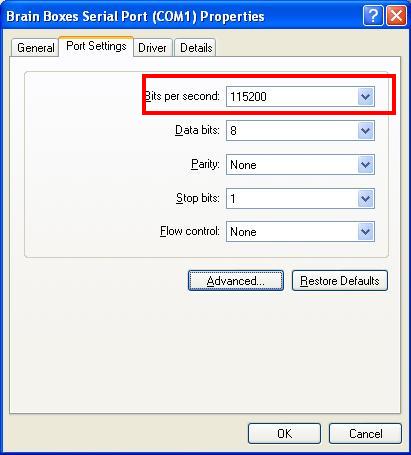 Brain Boxes Serial Port (COM1) Properties
General Port Settings Driver Details
Bits per second: 115200
Data bits: 8
Parity: None
Stop bits: 1
Flow control: None
Advanced... Restore Defaults
OK Cancel